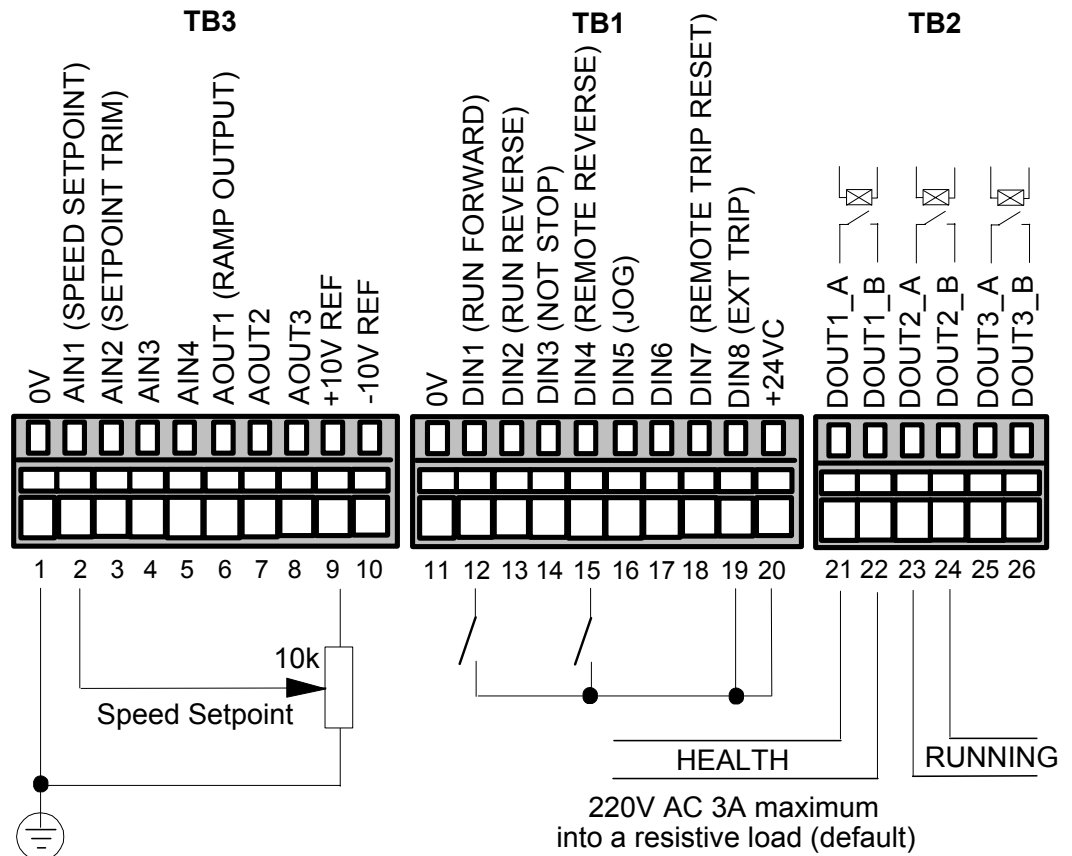 TB3
TB1
TB2
0V
AIN1 (SPEED SETPOINT)
AIN2 (SETPOINT TRIM)
AIN3
AIN4
AOUT1 (RAMP OUTPUT)
AOUT2
AOUT3
+10V REF
-10V REF
0V
DIN1 (RUN FORWARD)
DIN2 (RUN REVERSE)
DIN3 (NOT STOP)
DIN4 (REMOTE REVERSE)
DIN5 (JOG)
DIN6
DIN7 (REMOTE TRIP RESET)
DIN8 (EXT TRIP)
+24VC
DOUT1_A
DOUT1_B
DOUT2_A
DOUT2_B
DOUT3_A
DOUT3_B
1 2 3 4 5 6 7 8 9 10
11 12 13 14 15 16 17 18 19 20
21 22 23 24 25 26
10k
Speed Setpoint
HEALTH
RUNNING
220V AC 3A maximum
into a resistive load (default)